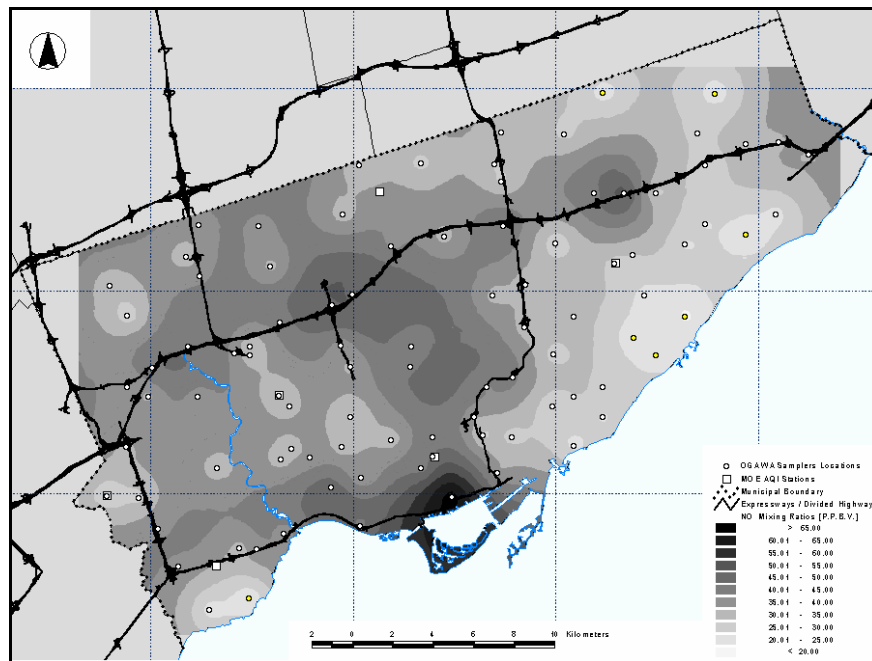 OGAWA Samplers Locations
MOE AQI Stations
Municipal Boundary
Expressways / Divided Highway
NO Mixing Ratios [P.P.B.V.]
> 65.00
60.01 - 65.00
55.01 - 60.00
50.01 - 55.00
45.01 - 50.00
40.01 - 45.00
35.01 - 40.00
30.01 - 35.00
25.01 - 30.00
20.01 - 25.00
< 20.00
2 0 2 4 6 8 10 Kilometers